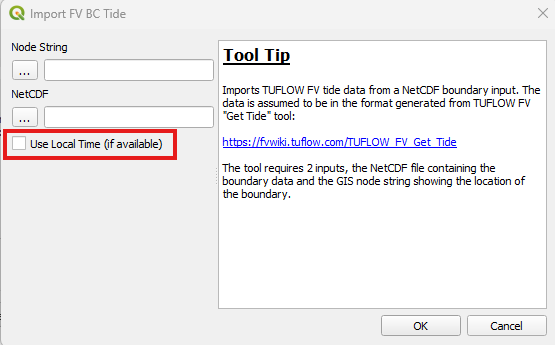 Import FV BC Tide
Node String
...
NetCDF
...
Use Local Time (if available)
Tool Tip
Imports TUFLOW FV tide data from a NetCDF boundary input. The
data is assumed to be in the format generated from TUFLOW FV
"Get Tide" tool:
https://fvwiki.tuflow.com/TUFLOW_FV_Get_Tide
The tool requires 2 inputs, the NetCDF file containing the
boundary data and the GIS node string showing the location of
the boundary.
OK
Cancel